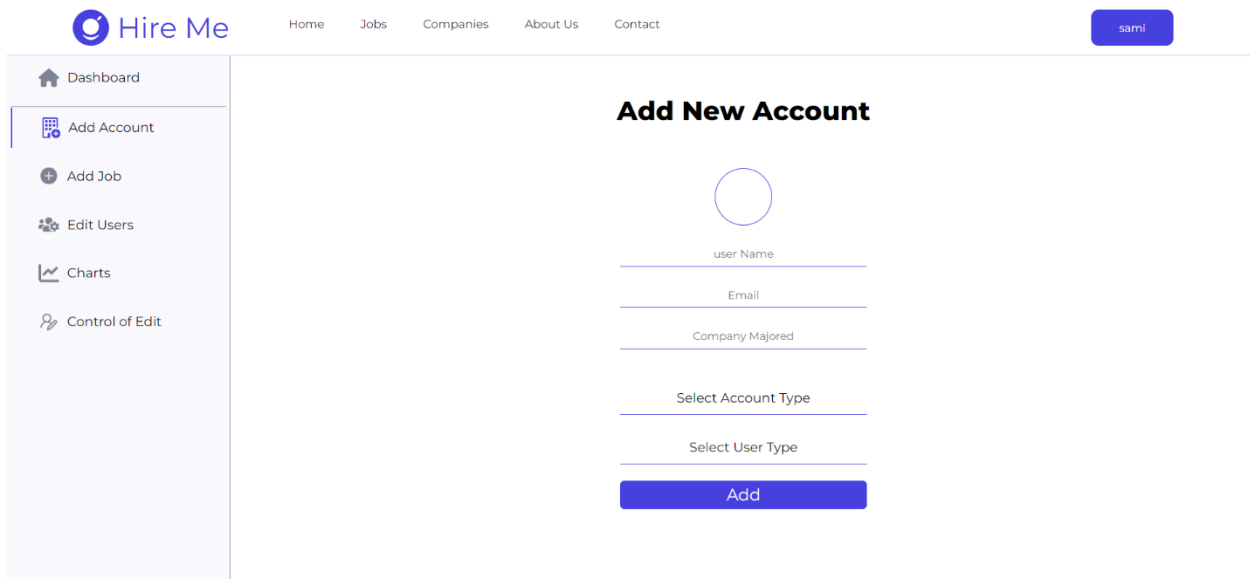 Hire Me
Home Jobs Companies About Us Contact
sami
Dashboard
Add Account
Add Job
Edit Users
Charts
Control of Edit
Add New Account
user Name
Email
Company Majored
Select Account Type
Select User Type
Add